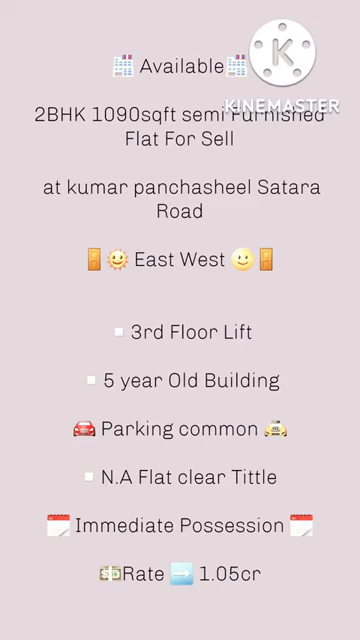 🏢 Available 🏢
K
KINEMASTER
2BHK 1090sqft semi Furnished
Flat For Sell
at kumar panchasheel Satara
Road
🚪🌞 East West 🌝🚪
▫️3rd Floor Lift
▫️5 year Old Building
🚘 Parking common 🚖
▫️N.A Flat clear Tittle
📅 Immediate Possession 📅
💵Rate ➡️ 1.05cr